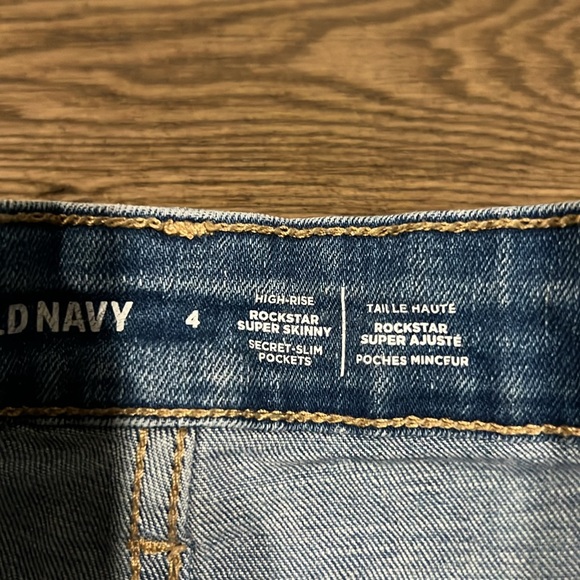 LD NAVY
4
HIGH-RISE
ROCKSTAR
SUPER SKINNY
SECRET-SLIM
POCKETS
TAILLE HAUTE
ROCKSTAR
SUPER AJUSTÉ
POCHES MINCEUR